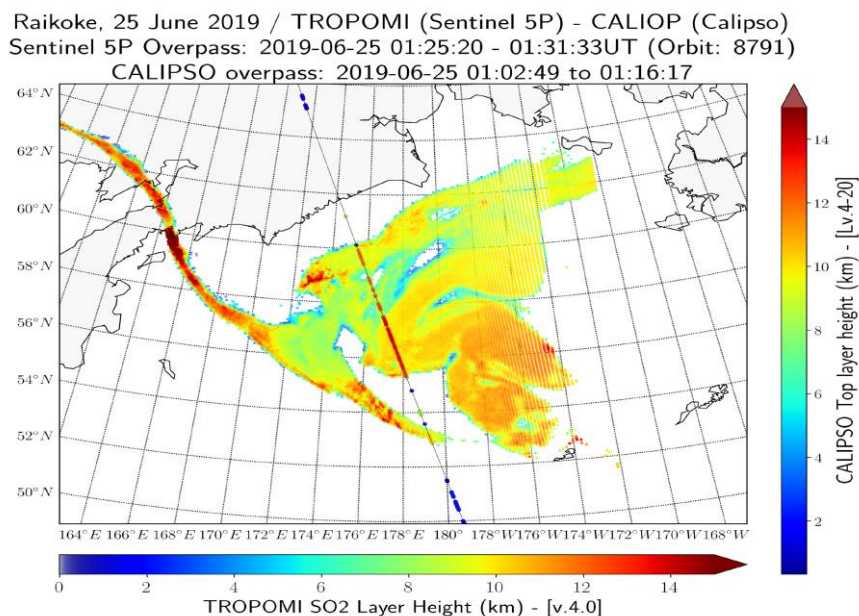 Raikoke, 25 June 2019 / TROPOMI (Sentinel 5P) - CALIOP (Calipso)
Sentinel 5P Overpass: 2019-06-25 01:25:20 - 01:31:33UT (Orbit: 8791)
CALIPSO overpass: 2019-06-25 01:02:49 to 01:16:17
64°N
62°N
60°N
58°N
56°N
54°N
52°N
50°N
164°E 166°E 168°E 170°E 172°E 174°E 176°E 178°E 180° 178°W 176°W 174°W 172°W 170°W 168°W
14
12
10
8
6
4
2
CALIPSO Top layer height (km) - [Lv.4-20]
0 2 4 6 8 10 12 14
TROPOMI SO2 Layer Height (km) - [v.4.0]